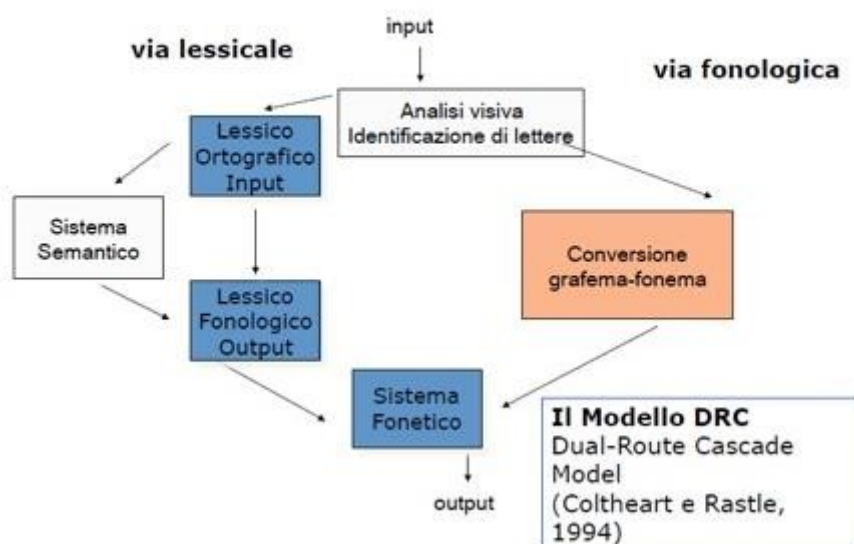 input
via lessicale
via fonologica
Analisi visiva
Identificazione di lettere
Lessico
Ortografico
Input
Sistema
Semantico
Conversione
grafema-fonema
Lessico
Fonologico
Output
Sistema
Fonetico
output
Il Modello DRC
Dual-Route Cascade
Model
(Coltheart e Rastle,
1994)